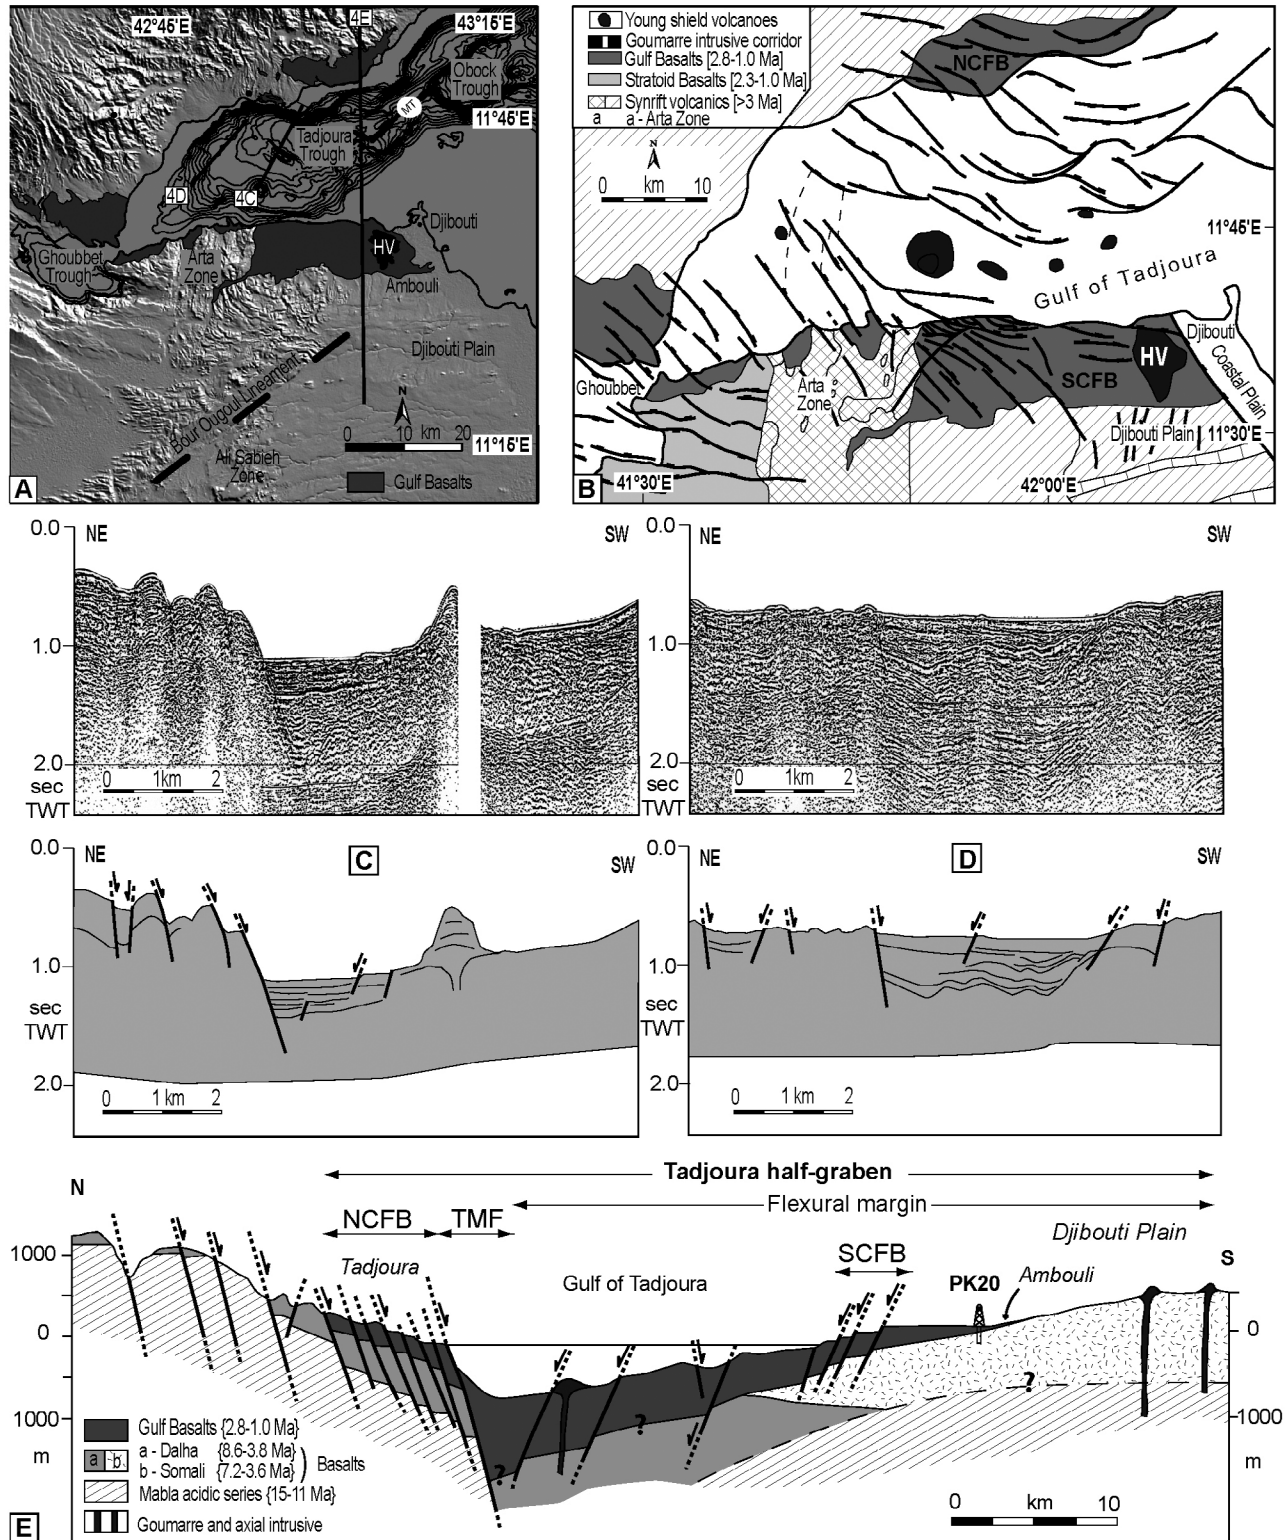 42°45'E
4E
43°15'E
Obock
Trough
MT
11°45'E
Tadjoura
Trough
4D
4C
Djibouti
HV
Ghoubbet
Trough
Arta
Zone
Ambouli
Djibouti Plain
Bour Ougoul Lineament
N
0 10 km 20
11°15'E
Ali Sabieh
Zone
Gulf Basalts
A
Young shield volcanoes
Goumarre intrusive corridor
Gulf Basalts [2.8-1.0 Ma]
Stratoid Basalts [2.3-1.0 Ma]
Synrift volcanics [>3 Ma]
a a - Arta Zone
N
0 km 10
NCFB
11°45'E
Gulf of Tadjoura
Djibouti
Coastal Plain
HV
SCFB
Ghoubbet
Arta
Zone
Djibouti Plain
11°30'E
41°30'E
42°00'E
B
0.0
NE
SW
1.0
2.0
sec
TWT
0 1km 2
0.0
NE
SW
1.0
2.0
sec
TWT
0 1km 2
0.0
NE
C
SW
1.0
sec
TWT
2.0
0 1 km 2
0.0
NE
D
SW
1.0
sec
TWT
2.0
0 1 km 2
Tadjoura half-graben
N
Flexural margin
NCFB
TMF
Djibouti Plain
S
1000
Tadjoura
Gulf of Tadjoura
SCFB
PK20
Ambouli
0
0
?
?
?
1000
m
1000
m
Gulf Basalts {2.8-1.0 Ma}
a b
a - Dalha {8.6-3.8 Ma}
b - Somali {7.2-3.6 Ma}
Basalts
Mabla acidic series {15-11 Ma}
Goumarre and axial intrusive
0 km 10
E